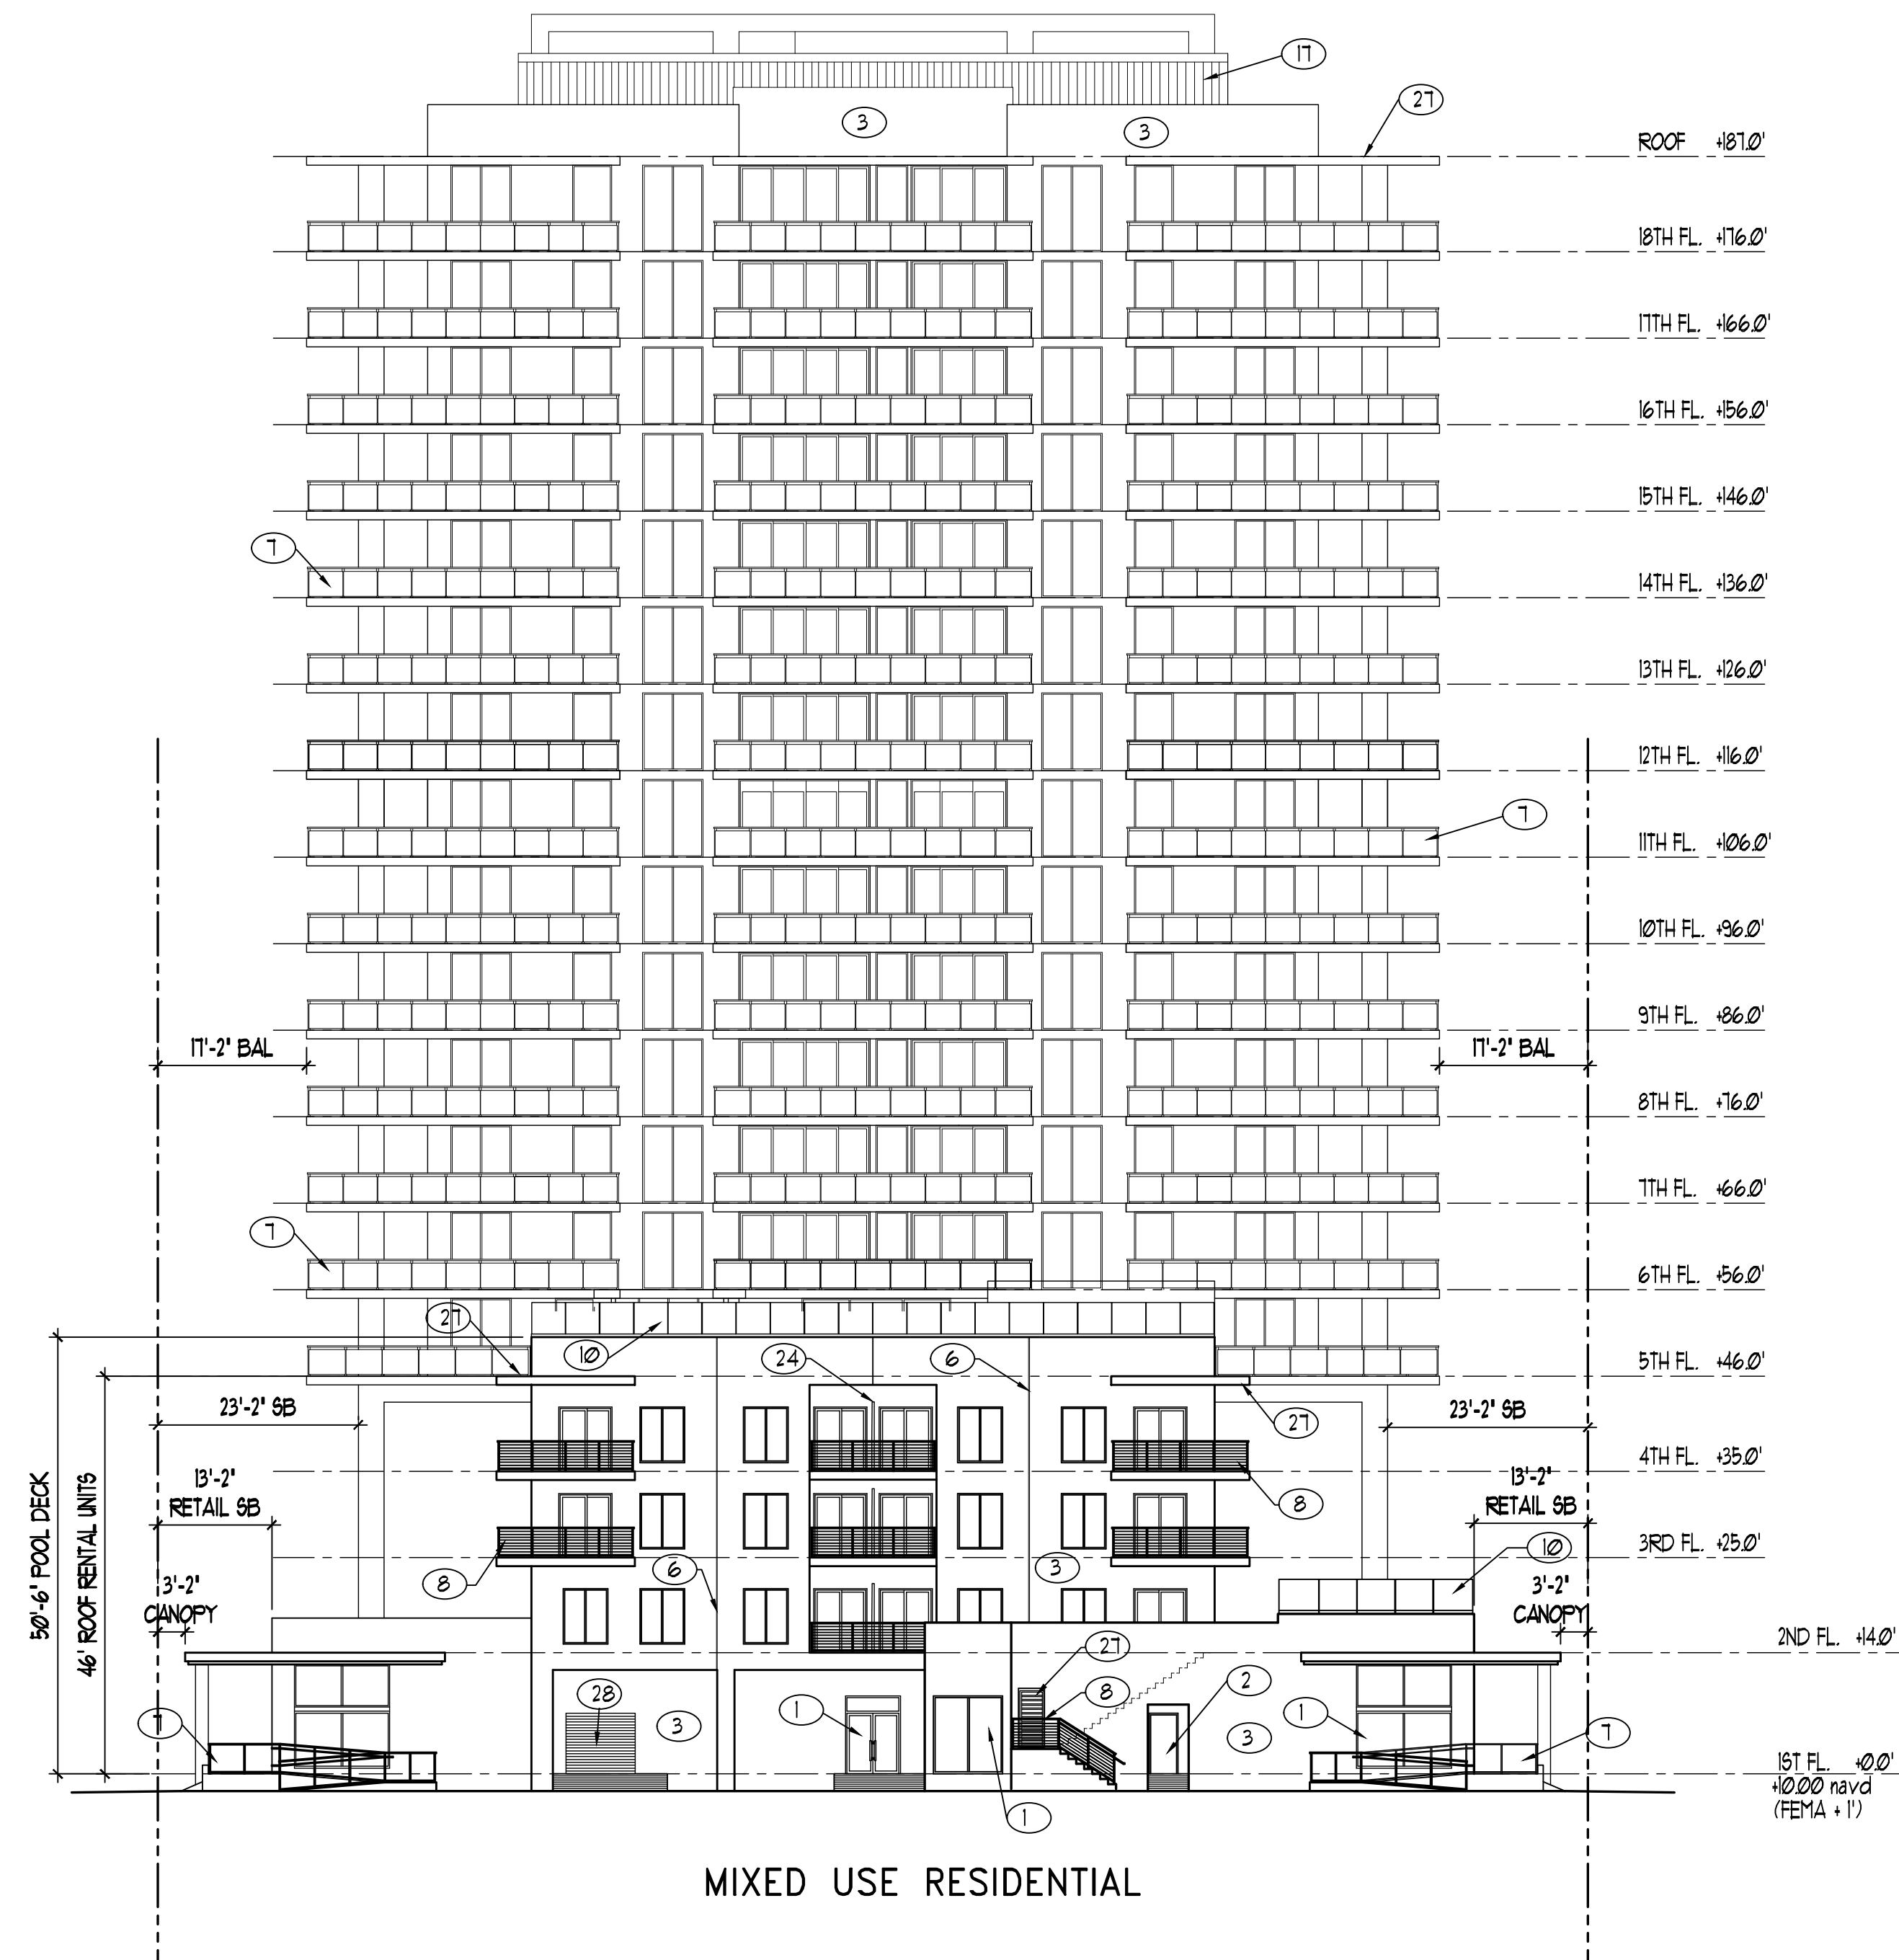 17
27
3
3
ROOF +187.0'
18TH FL. +176.0'
17TH FL. +166.0'
16TH FL. +156.0'
15TH FL. +146.0'
7
14TH FL. +136.0'
13TH FL. +126.0'
12TH FL. +116.0'
7
11TH FL. +106.0'
10TH FL. +96.0'
9TH FL. +86.0'
17'-2" BAL
17'-2" BAL
8TH FL. +76.0'
7TH FL. +66.0'
7
6TH FL. +56.0'
27
10
24
6
5TH FL. +46.0'
23'-2" SB
23'-2" SB
27
4TH FL. +35.0'
13'-2"
RETAIL SB
13'-2"
RETAIL SB
8
50'-6" POOL DECK
46' ROOF RENTAL UNITS
3RD FL. +25.0'
10
8
6
3
3'-2"
CANOPY
3'-2"
CANOPY
2ND FL. +14.0'
27
8
2
28
3
1
3
1
7
7
1ST FL. +0.0'
+10.00 navd
(FEMA + 1')
1
MIXED USE RESIDENTIAL